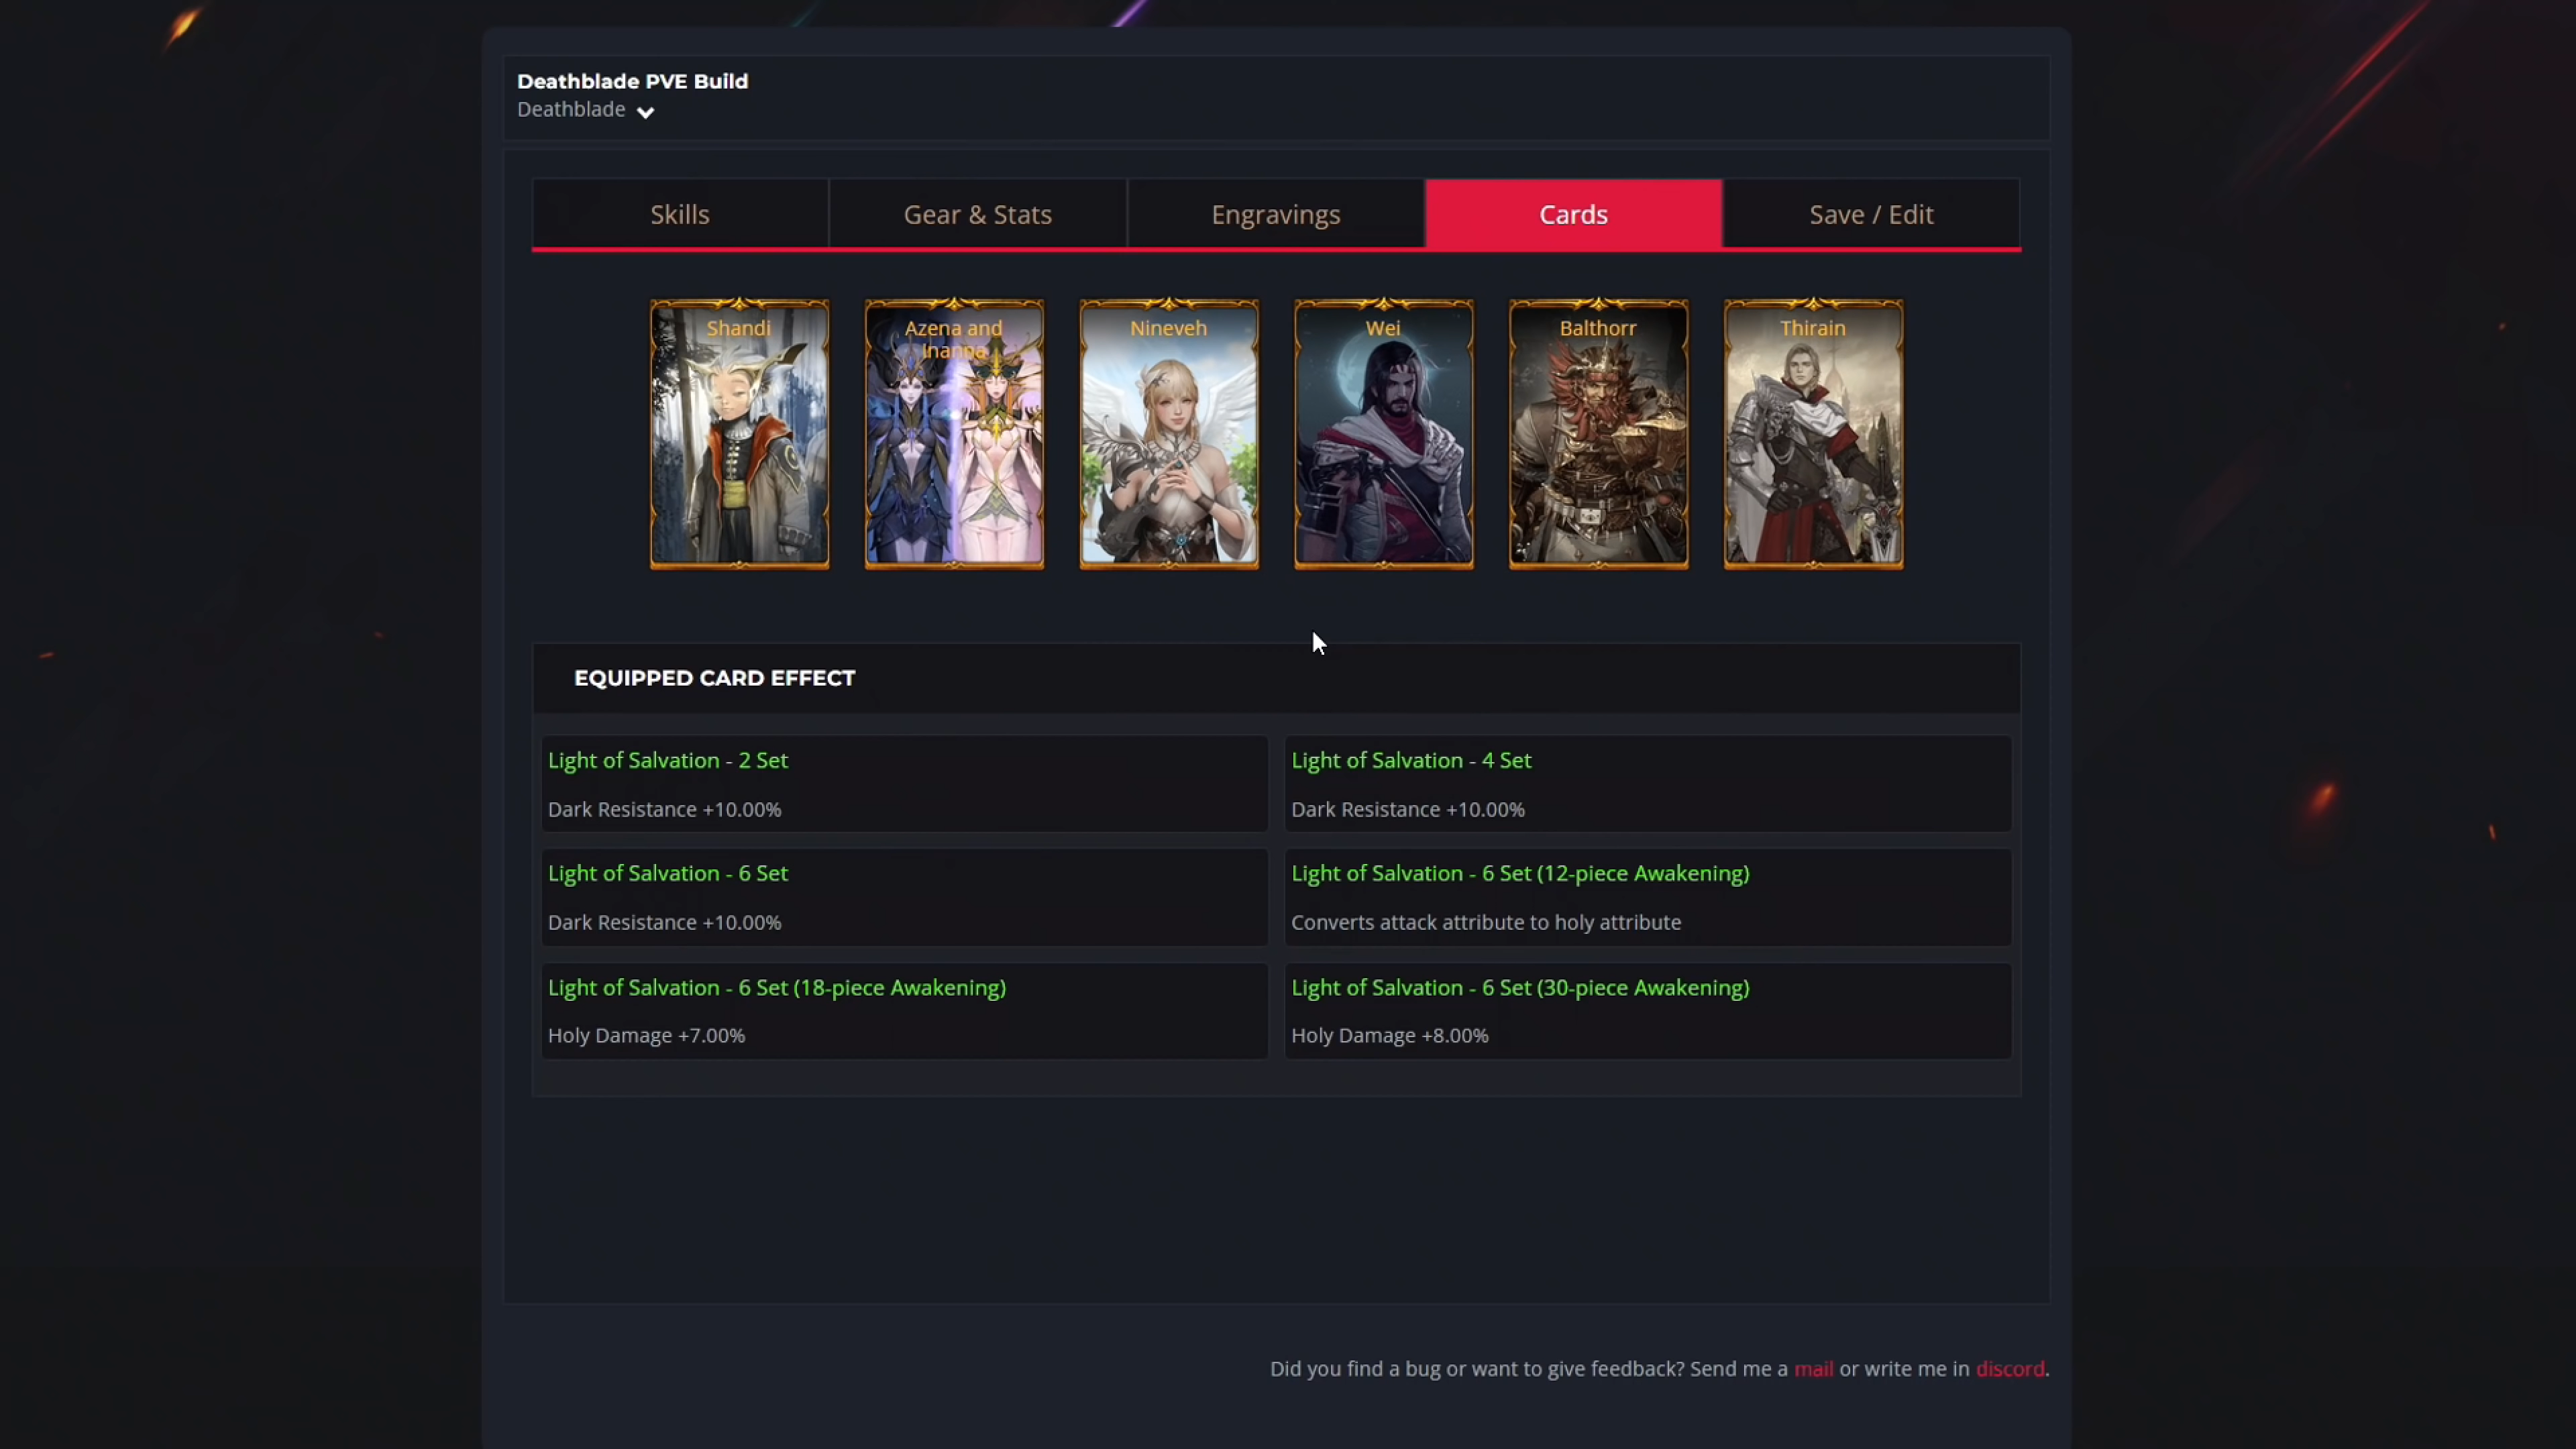 Deathblade PVE Build
Deathblade
Skills
Gear & Stats
Engravings
Cards
Save / Edit
Shandi
Azena and
Inanna
Nineveh
Wei
Balthorr
Thirain
EQUIPPED CARD EFFECT
Light of Salvation - 2 Set
Dark Resistance +10.00%
Light of Salvation - 4 Set
Dark Resistance +10.00%
Light of Salvation - 6 Set
Dark Resistance +10.00%
Light of Salvation - 6 Set (12-piece Awakening)
Converts attack attribute to holy attribute
Light of Salvation - 6 Set (18-piece Awakening)
Holy Damage +7.00%
Light of Salvation - 6 Set (30-piece Awakening)
Holy Damage +8.00%
Did you find a bug or want to give feedback? Send me a mail or write me in discord.